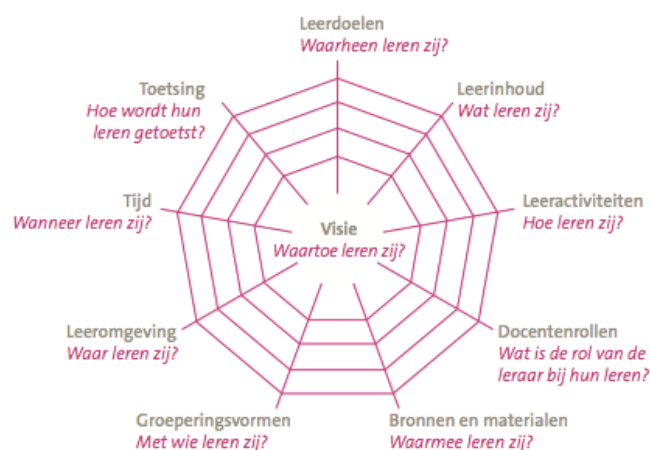 Leerdoelen
Waarheen leren zij?
Leerinhoud
Wat leren zij?
Leeractiviteiten
Hoe leren zij?
Docentenrollen
Wat is de rol van de
leraar bij hun leren?
Bronnen en materialen
Waarmee leren zij?
Groeperingsvormen
Met wie leren zij?
Leeromgeving
Waar leren zij?
Tijd
Wanneer leren zij?
Toetsing
Hoe wordt hun
leren getoetst?
Visie
Waartoe leren zij?